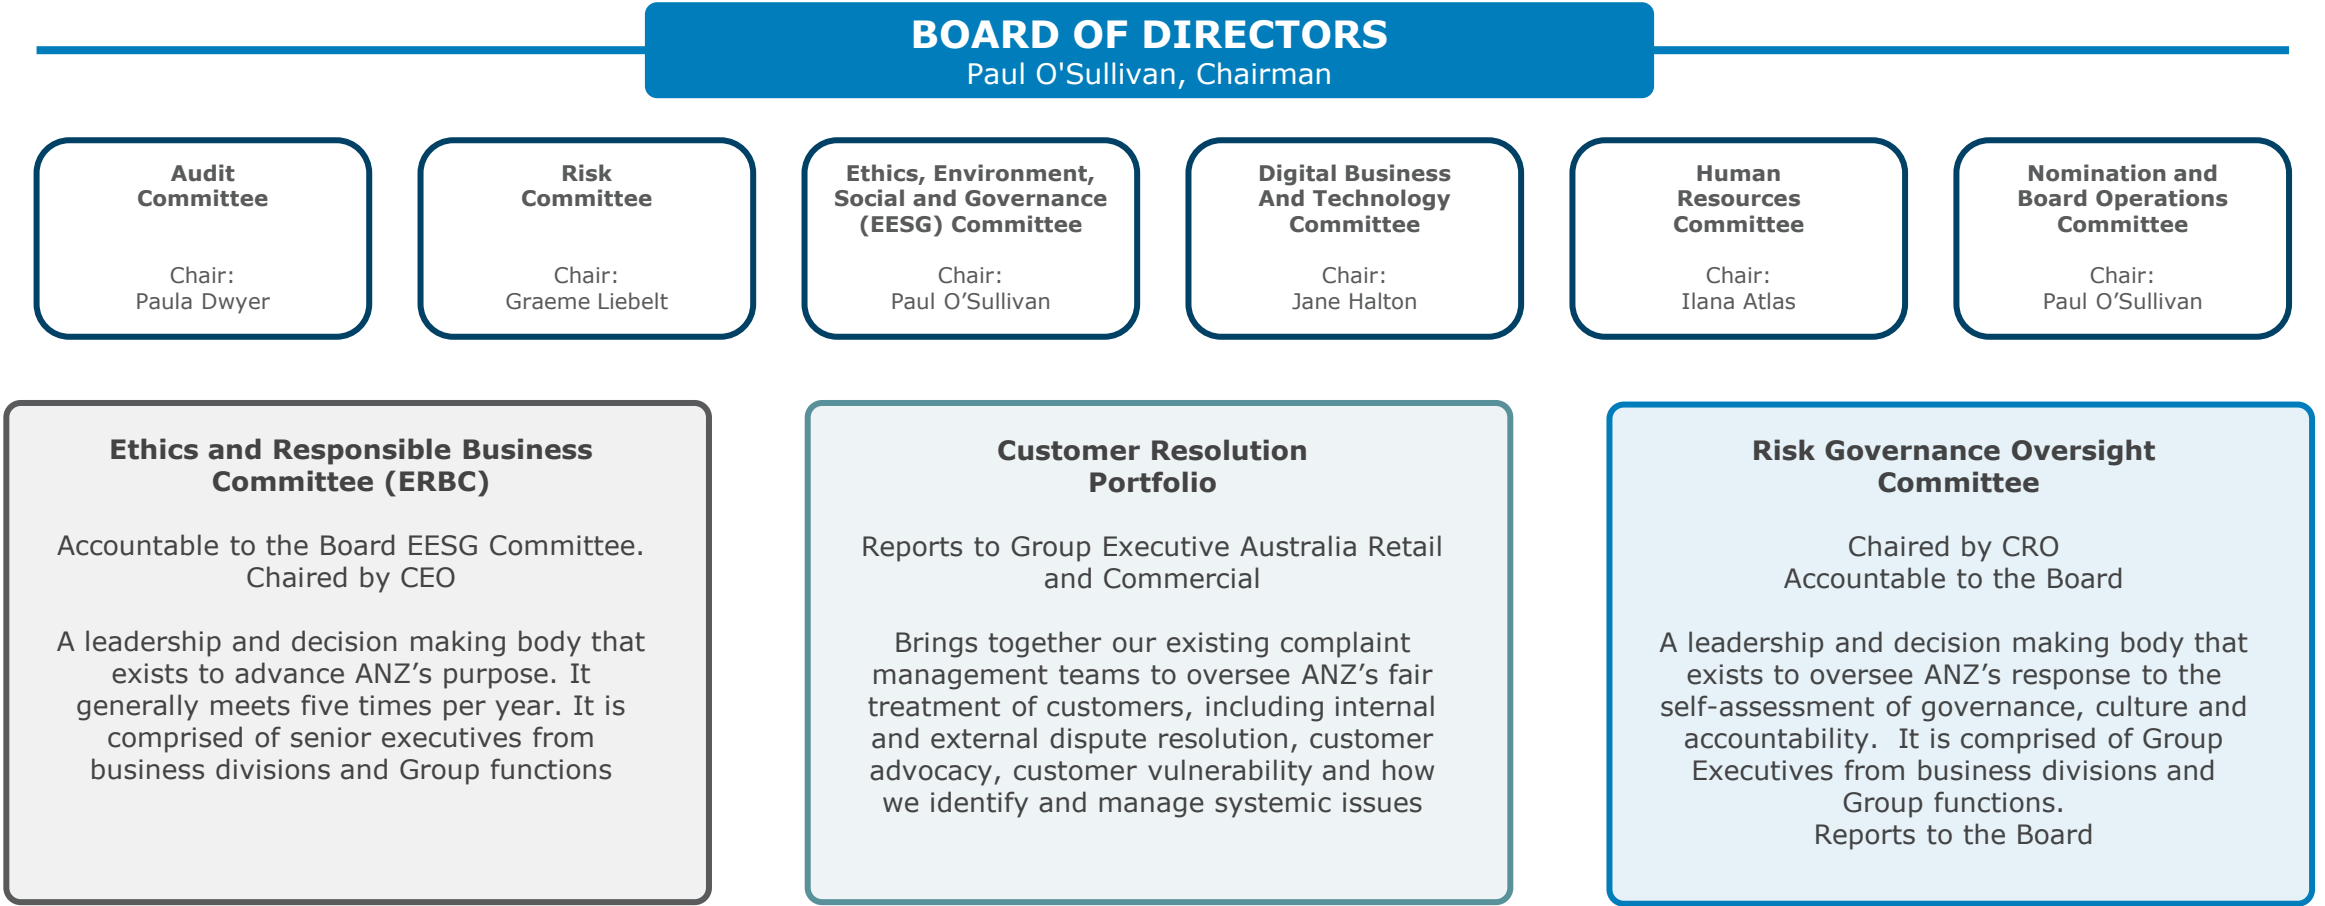 BOARD OF DIRECTORS
Paul O'Sullivan, Chairman
Audit
Committee
Chair:
Paula Dwyer
Risk
Committee
Chair:
Graeme Liebelt
Ethics, Environment,
Social and Governance
(EESG) Committee
Chair:
Paul O’Sullivan
Digital Business
And Technology
Committee
Chair:
Jane Halton
Human
Resources
Committee
Chair:
Ilana Atlas
Nomination and
Board Operations
Committee
Chair:
Paul O’Sullivan
Ethics and Responsible Business
Committee (ERBC)
Accountable to the Board EESG Committee.
Chaired by CEO
A leadership and decision making body that
exists to advance ANZ’s purpose. It
generally meets five times per year. It is
comprised of senior executives from
business divisions and Group functions
Customer Resolution
Portfolio
Reports to Group Executive Australia Retail
and Commercial
Brings together our existing complaint
management teams to oversee ANZ’s fair
treatment of customers, including internal
and external dispute resolution, customer
advocacy, customer vulnerability and how
we identify and manage systemic issues
Risk Governance Oversight
Committee
Chaired by CRO
Accountable to the Board
A leadership and decision making body that
exists to oversee ANZ’s response to the
self-assessment of governance, culture and
accountability.  It is comprised of Group
Executives from business divisions and
Group functions.
Reports to the Board